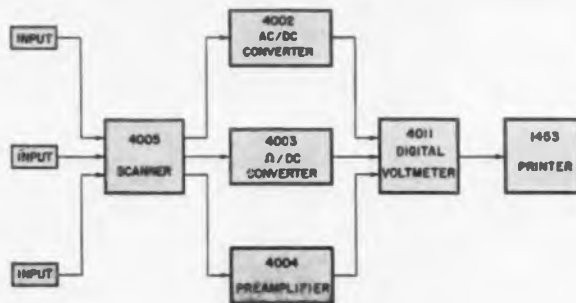 INPUT
INPUT
INPUT
4005
SCANNER
4002
AC/DC
CONVERTER
4003
Ω/DC
CONVERTER
4004
PREAMPLIFIER
4011
DIGITAL
VOLTMETER
1453
PRINTER